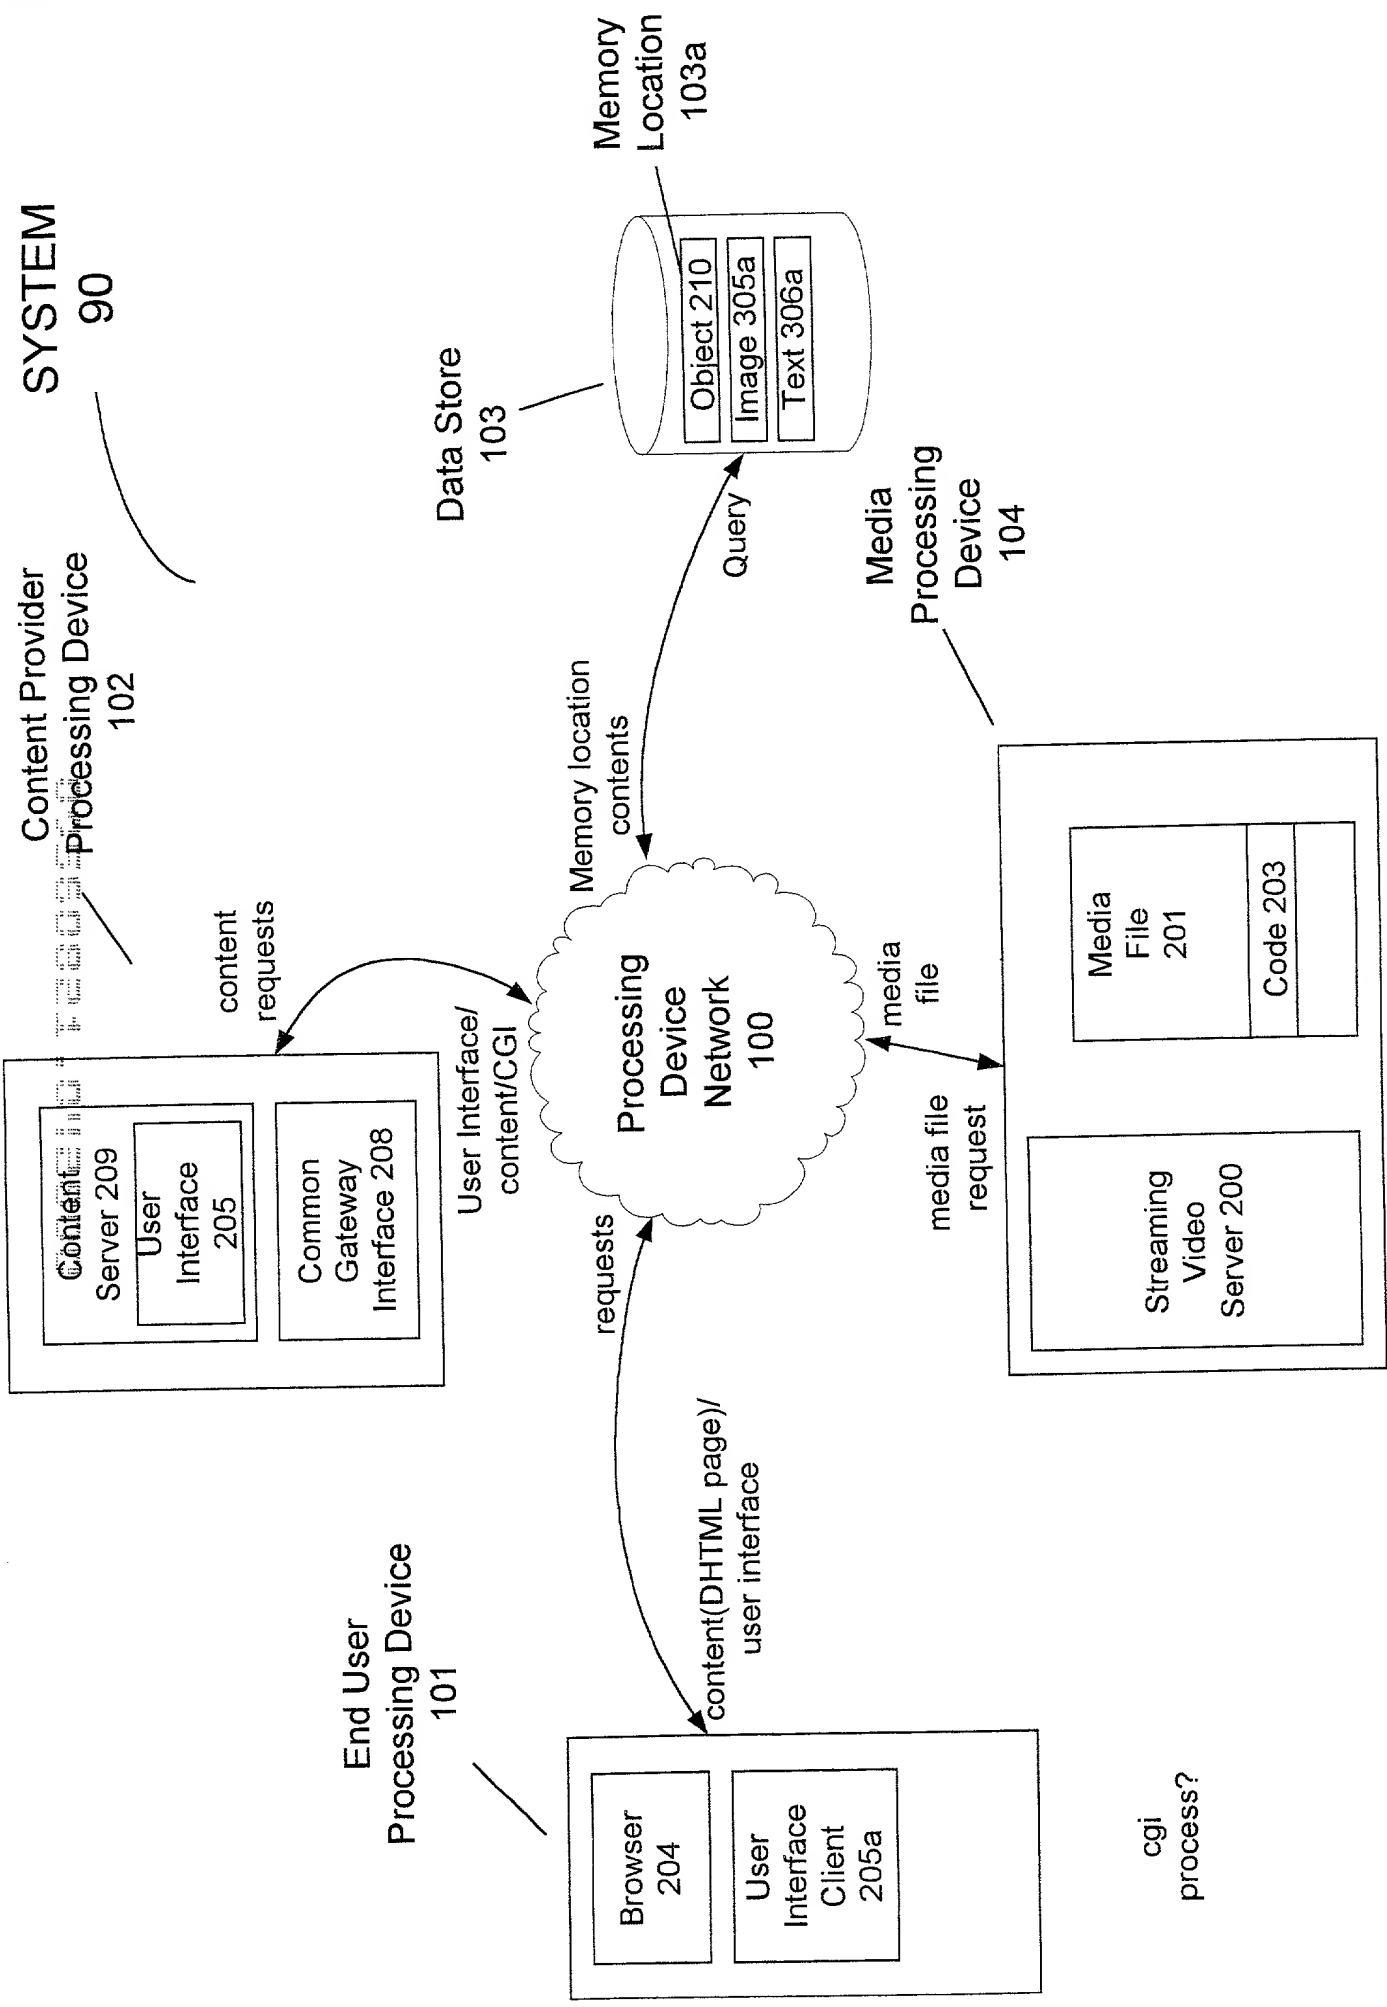 SYSTEM
90
Content Provider
Processing Device
102
Content
Server 209
User
Interface
205
Common
Gateway
Interface 208
content
requests
User Interface/
content/CGI
End User
Processing Device
101
Browser
204
User
Interface
Client
205a
requests
content(DHTML page)/
user interface
Processing
Device
Network
100
Memory location
contents
Query
Data Store
103
Memory
Location
103a
Object 210
Image 305a
Text 306a
Media
Processing
Device
104
media
file
media file
request
Streaming
Video
Server 200
Media
File
201
Code 203
cgi
process?